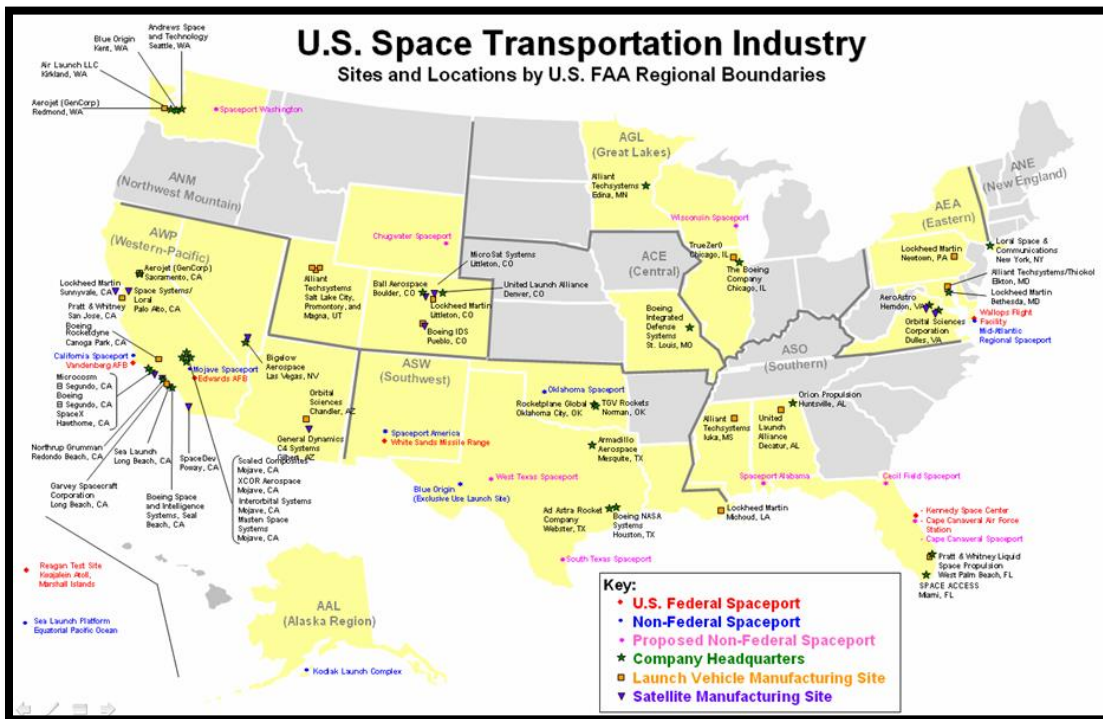 U.S. Space Transportation Industry
Sites and Locations by U.S. FAA Regional Boundaries
Andrews Space
and Technology
Seattle, WA
Blue Origin
Kent, WA
Air Launch LLC
Kirkland, WA
Aerojet (GenCorp)
Redmond, WA
Spaceport Washington
ANM
(Northwest Mountain)
AGL
(Great Lakes)
ANE
(New England)
AEA
(Eastern)
Alliant
Techsystems
Edina, MN
Wisconsin Spaceport
Chugwater Spaceport
AWP
(Western-Pacific)
ACE
(Central)
TrueZer0
Chicago, IL
The Boeing
Company
Chicago, IL
Lockheed Martin
Newtown, PA
Loral Space &
Communications
New York, NY
Alliant Techsystems/Thiokol
Elkton, MD
Lockheed Martin
Bethesda, MD
AeroAstro
Herndon, VA
Orbital Sciences
Corporation
Dulles, VA
Wallops Flight
Facility
Mid-Atlantic
Regional Spaceport
MicroSat Systems
Littleton, CO
Ball Aerospace
Boulder, CO
United Launch Alliance
Denver, CO
Lockheed Martin
Littleton, CO
Boeing IDS
Pueblo, CO
Alliant
Techsystems
Salt Lake City,
Promontory, and
Magna, UT
Aerojet (GenCorp)
Sacramento, CA
Lockheed Martin
Sunnyvale, CA
Space Systems/
Loral
Palo Alto, CA
Pratt & Whitney
San Jose, CA
Boeing
Rocketdyne
Canoga Park, CA
California Spaceport
Vandenberg AFB
Mojave Spaceport
Edwards AFB
Bigelow
Aerospace
Las Vegas, NV
Boeing
Integrated
Defense
Systems
St. Louis, MO
ASW
(Southwest)
ASO
(Southern)
Microcosm
El Segundo, CA
Boeing
El Segundo, CA
SpaceX
Hawthorne, CA
Northrup Grumman
Redondo Beach, CA
Sea Launch
Long Beach, CA
Garvey Spacecraft
Corporation
Long Beach, CA
Boeing Space
and Intelligence
Systems, Seal
Beach, CA
SpaceDev
Poway, CA
Scaled Composites
Mojave, CA
XCOR Aerospace
Mojave, CA
Interorbital Systems
Mojave, CA
Masten Space
Systems
Mojave, CA
Orbital
Sciences
Chandler, AZ
General Dynamics
C4 Systems
Gilbert, AZ
Spaceport America
White Sands Missile Range
Oklahoma Spaceport
Rocketplane Global
Oklahoma City, OK
TGV Rockets
Norman, OK
Armadillo
Aerospace
Mesquite, TX
West Texas Spaceport
Blue Origin
(Exclusive Use Launch Site)
Ad Astra Rocket
Company
Webster, TX
Boeing NASA
Systems
Houston, TX
South Texas Spaceport
Alliant
Techsystems
Iuka, MS
United
Launch
Alliance
Decatur, AL
Orion Propulsion
Huntsville, AL
Lockheed Martin
Michoud, LA
Spaceport Alabama
Cecil Field Spaceport
- Kennedy Space Center
- Cape Canaveral Air Force
Station
- Cape Canaveral Spaceport
Pratt & Whitney Liquid
Space Propulsion
West Palm Beach, FL
SPACE ACCESS
Miami, FL
Reagan Test Site
Kwajalein Atoll,
Marshall Islands
Sea Launch Platform
Equatorial Pacific Ocean
AAL
(Alaska Region)
Kodiak Launch Complex
Key:
U.S. Federal Spaceport
Non-Federal Spaceport
Proposed Non-Federal Spaceport
Company Headquarters
Launch Vehicle Manufacturing Site
Satellite Manufacturing Site